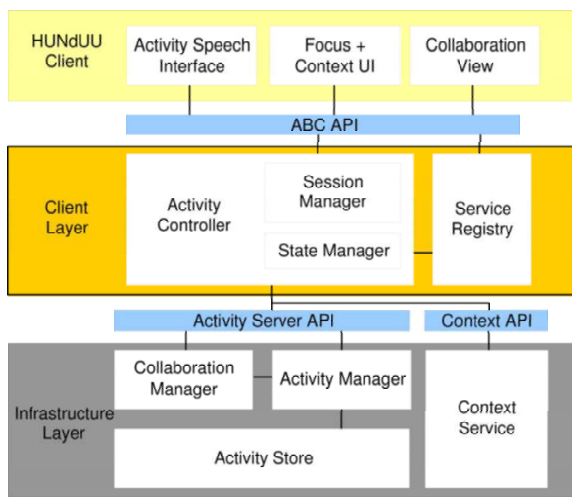 HUNdUU
Client
Activity Speech
Interface
Focus +
Context UI
Collaboration
View
ABC API
Client
Layer
Activity
Controller
Session
Manager
State Manager
Service
Registry
Activity Server API
Context API
Infrastructure
Layer
Collaboration
Manager
Activity Manager
Activity Store
Context
Service